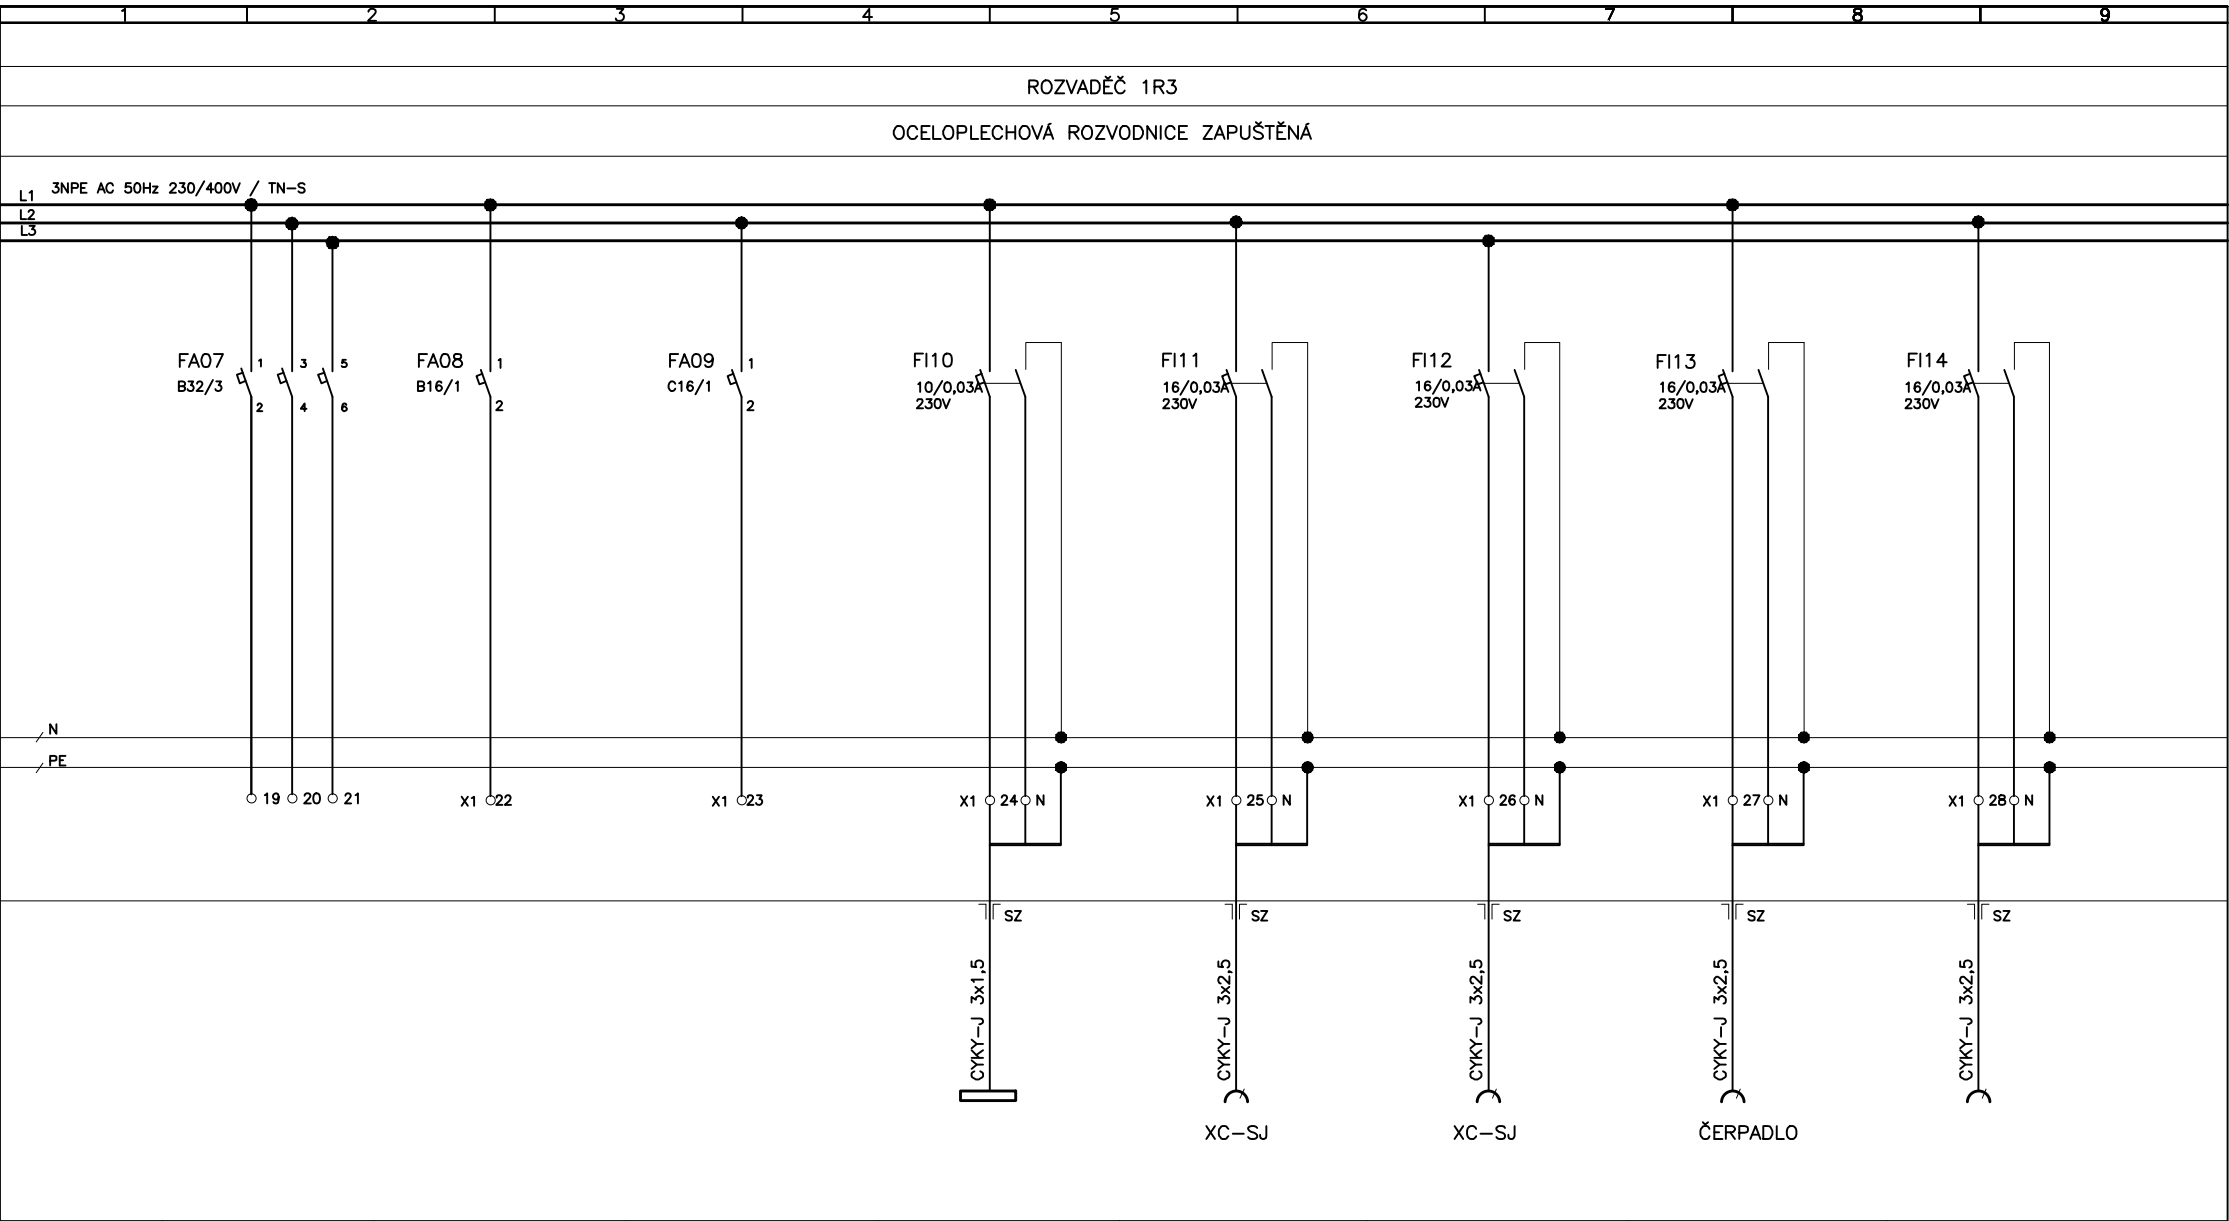 1 2 3 4 5 6 7 8 9
ROZVADĚČ 1R3
OCELOPLECHOVÁ ROZVODNICE ZAPUŠTĚNÁ
3NPE AC 50Hz 230/400V / TN-S
L1
L2
L3
FA07 1 3 5 FA08 1 FA09 1 FI10 FI11 FI12 FI13 FI14
B32/3 B16/1 C16/1 10/0,03A 16/0,03A 16/0,03A 16/0,03A 16/0,03A
2 4 6 2 2 230V 230V 230V 230V 230V
N
PE
19 20 21 X1 22 X1 23 X1 24 N X1 25 N X1 26 N X1 27 N X1 28 N
SZ SZ SZ SZ SZ
CYKY-J 3x1,5 CYKY-J 3x2,5 CYKY-J 3x2,5 CYKY-J 3x2,5 CYKY-J 3x2,5
XC-SJ XC-SJ ČERPADLO